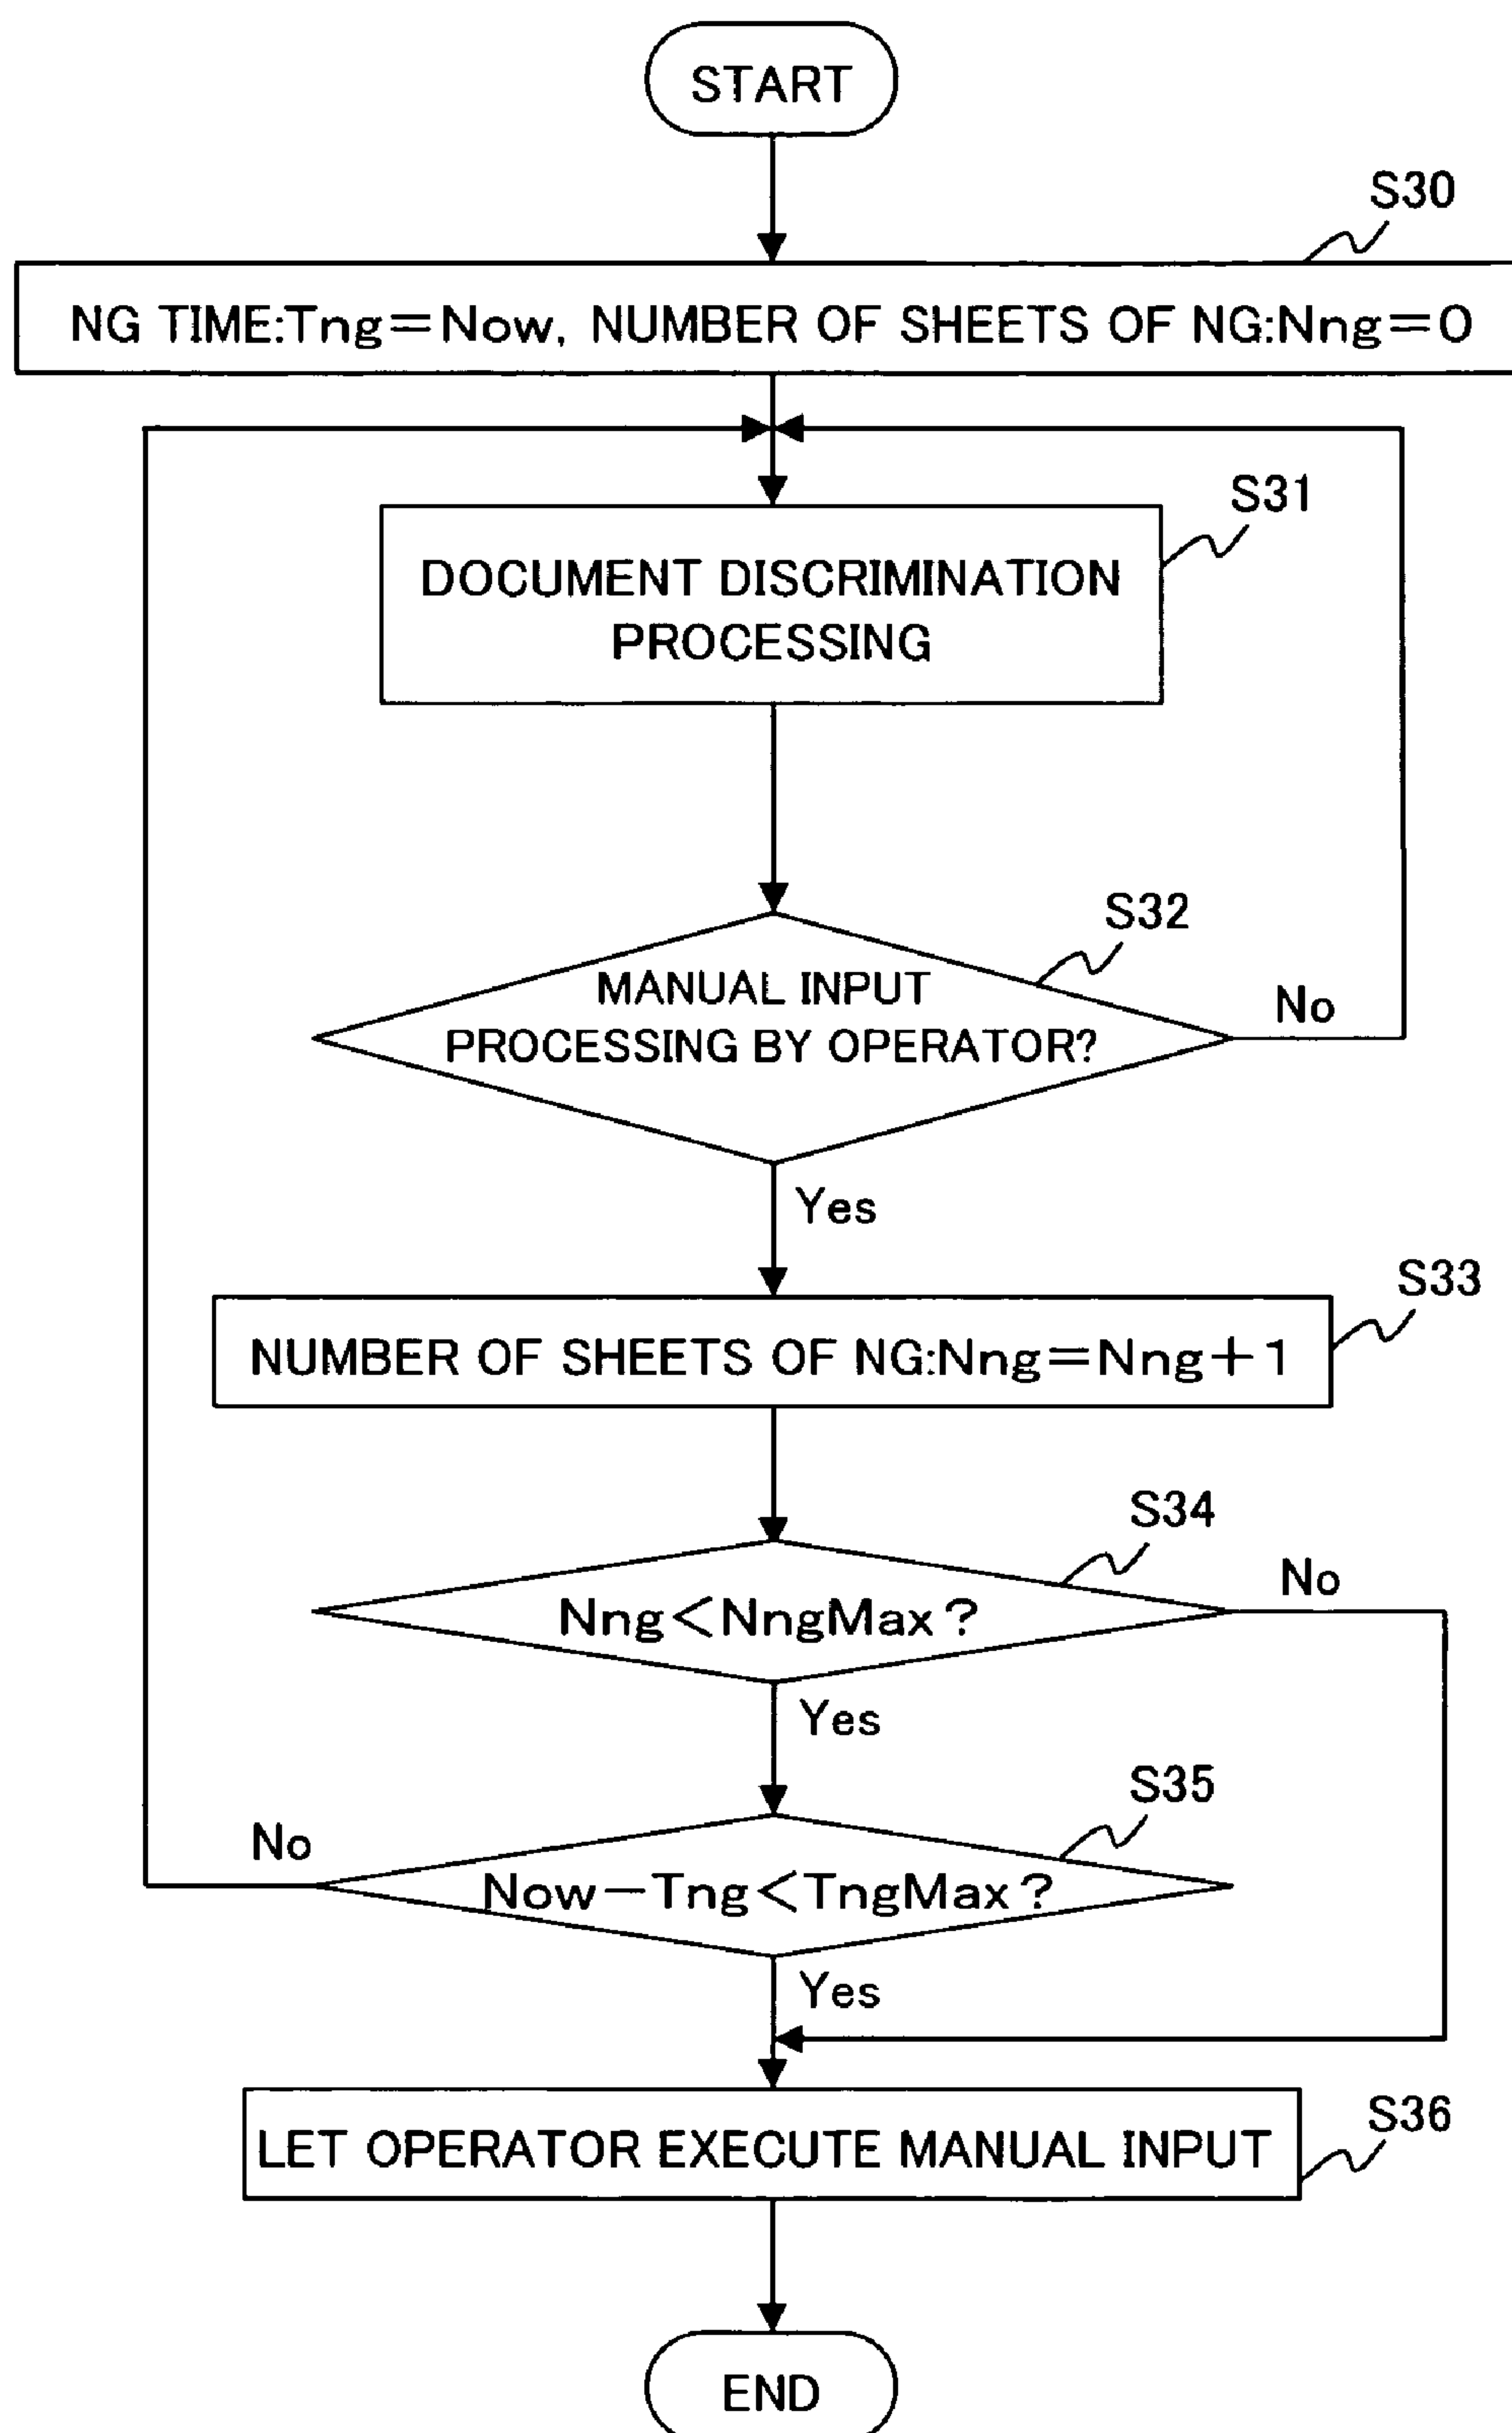 START
S30
NG TIME:Tng=Now, NUMBER OF SHEETS OF NG:Nng=0
S31
DOCUMENT DISCRIMINATION
PROCESSING
S32
MANUAL INPUT
PROCESSING BY OPERATOR?
No
Yes
S33
NUMBER OF SHEETS OF NG:Nng=Nng+1
S34
No
Nng<NngMax?
Yes
S35
No
Now-Tng<TngMax?
Yes
S36
LET OPERATOR EXECUTE MANUAL INPUT
END